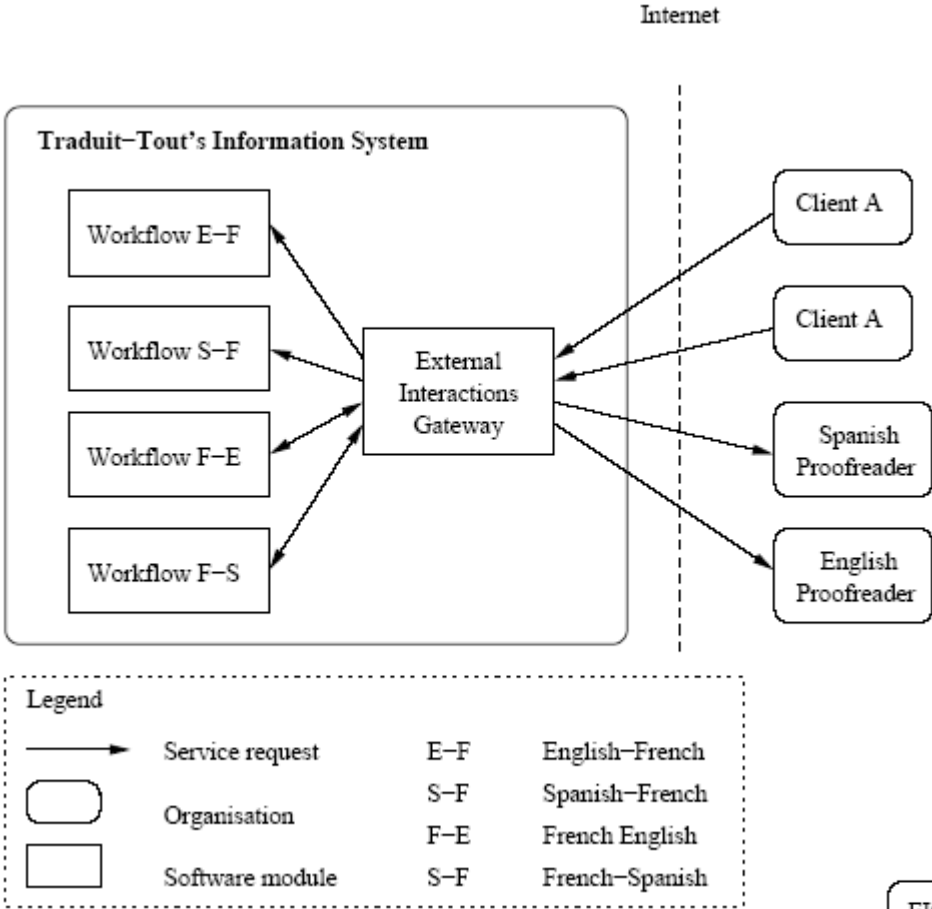 Internet
Traduit−Tout's Information System
Workflow E−F
Workflow S−F
Workflow F−E
Workflow F−S
External
Interactions
Gateway
Client A
Client A
Spanish
Proofreader
English
Proofreader
Legend
Service request
E−F
English−French
Organisation
S−F
Spanish−French
F−E
French English
Software module
S−F
French−Spanish